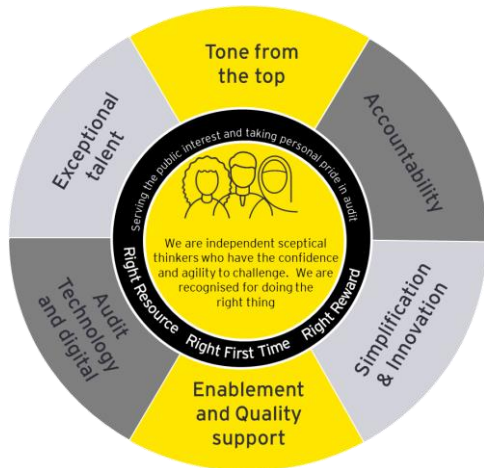 Tone from
the top
Accountability
Simplification
& Innovation
Enablement
and Quality
support
Audit
Technology
and digital
Exceptional
talent
Serving the public interest and taking personal pride in audit
We are independent sceptical
thinkers who have the confidence
and agility to challenge. We are
recognised for doing the
right thing
Right Resource Right First Time Right Reward